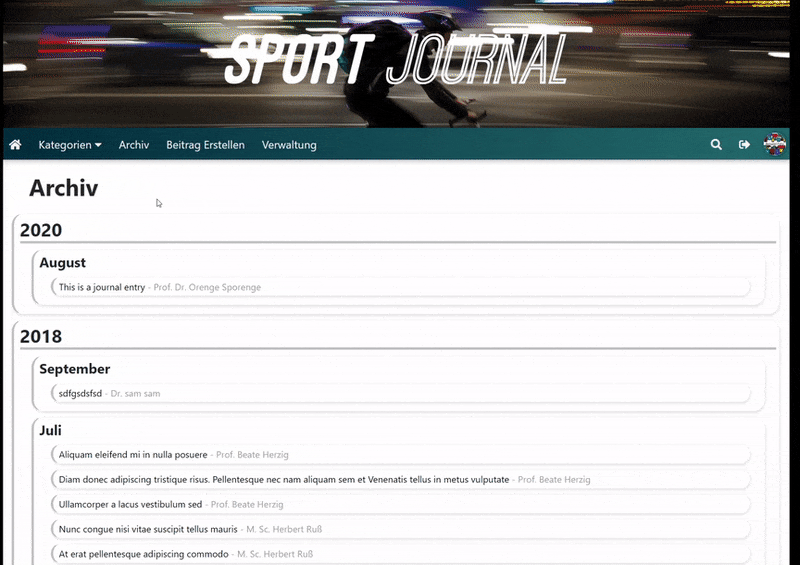 SPORT JOURNAL
Kategorien Archiv Beitrag Erstellen Verwaltung
Archiv
2020
August
This is a journal entry - Prof. Dr. Orenge Sporenge
2018
September
sdfgsdsfsd - Dr. sam sam
Juli
Aliquam eleifend mi in nulla posuere - Prof. Beate Herzig
Diam donec adipiscing tristique risus. Pellentesque nec nam aliquam sem et Venenatis tellus in metus vulputate - Prof. Beate Herzig
Ullamcorper a lacus vestibulum sed - Prof. Beate Herzig
Nunc congue nisi vitae suscipit tellus mauris - M. Sc. Herbert Ruß
At erat pellentesque adipiscing commodo - M. Sc. Herbert Ruß